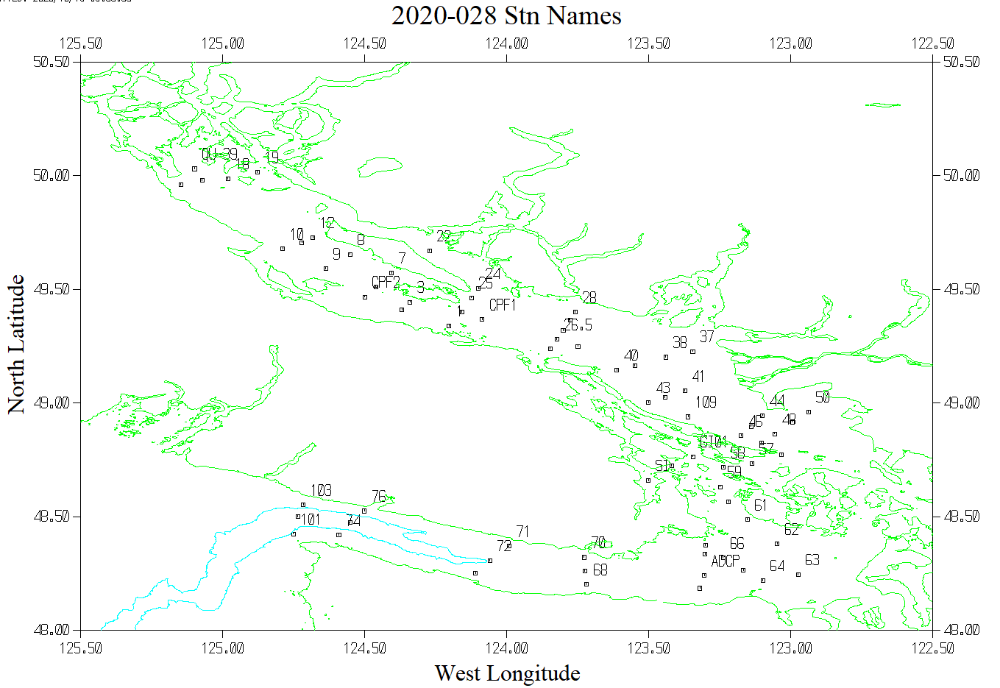 2020-028 Stn Names
125.50 125.00 124.50 124.00 123.50 123.00 122.50
50.50 50.50
QU-39 19
18
50.00 50.00
12
10 8 22
9 7
24
CPF2 3 25
49.50 49.50
1 CPF1 28
26.5
38 37
40
41
43
109 44 50
49.00 49.00
46 48
GI01 57
58
SI 59
103 76 61
48.50 48.50
101 74
71 62
72 70 66
ADCP 64 63
68
48.00 48.00
125.50 125.00 124.50 124.00 123.50 123.00 122.50
West Longitude
North Latitude